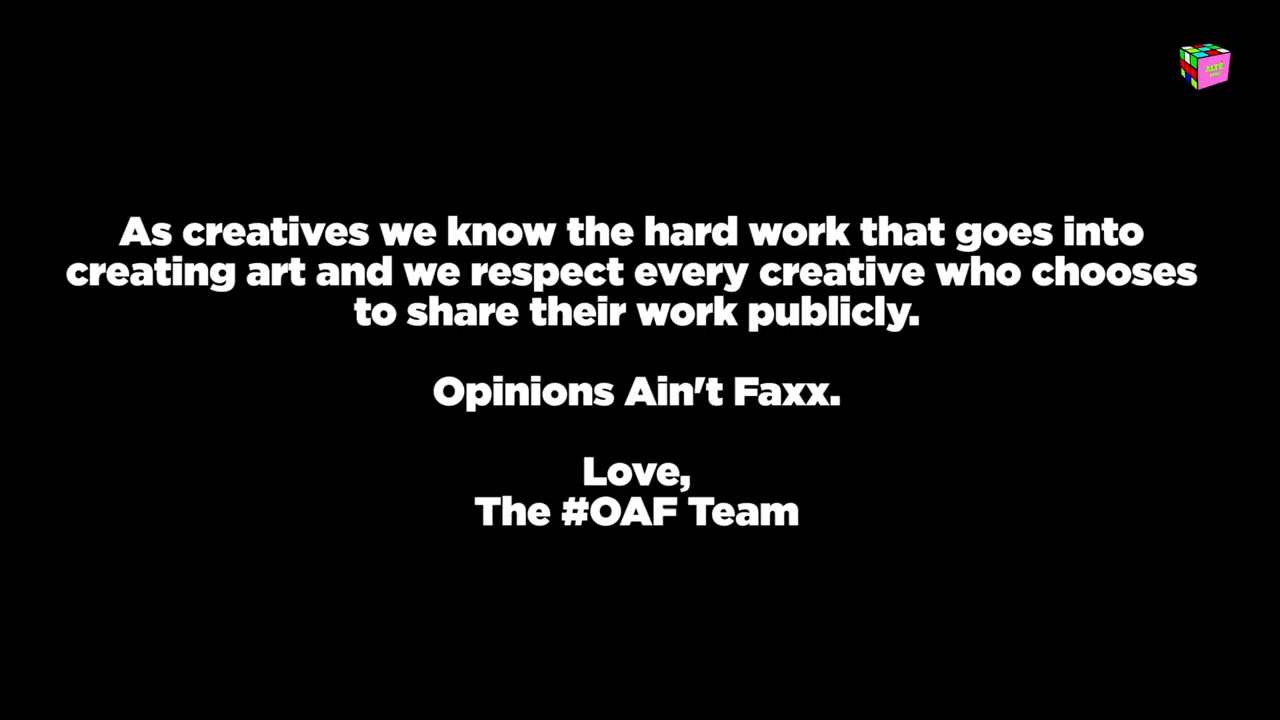 As creatives we know the hard work that goes into
creating art and we respect every creative who chooses
to share their work publicly.
Opinions Ain't Faxx.
Love,
The #OAF Team